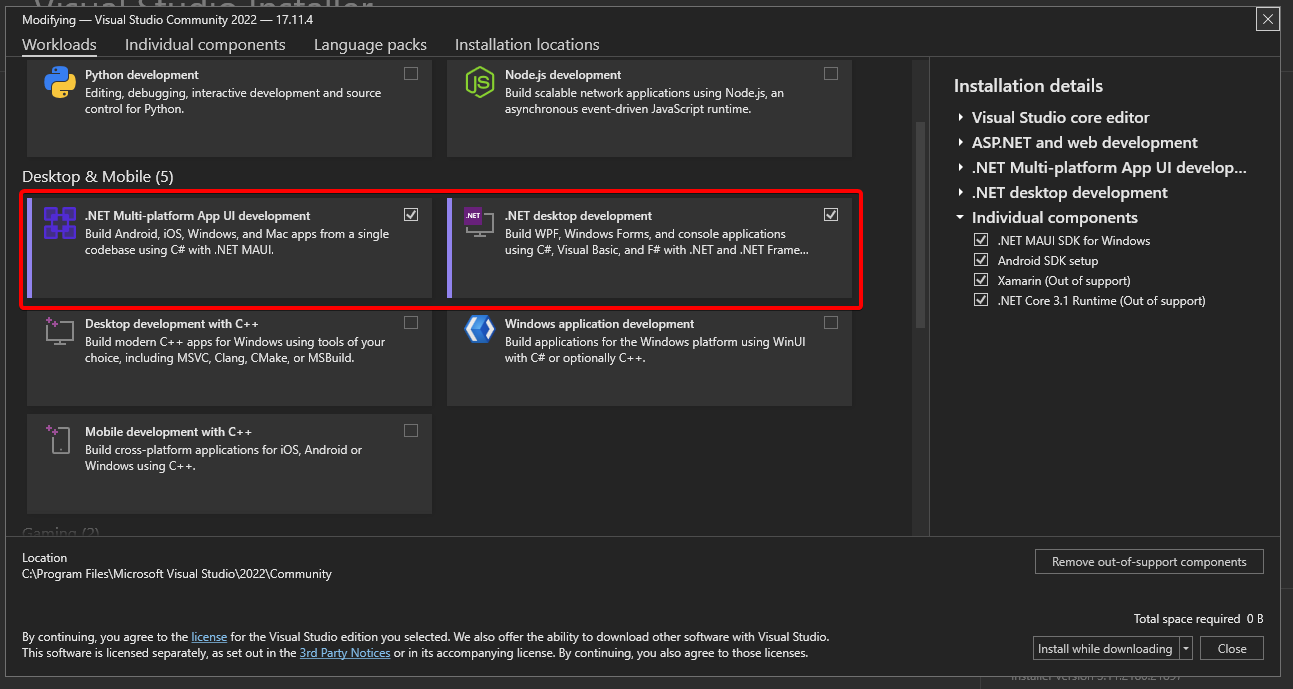 Visual Studio Installer
Modifying — Visual Studio Community 2022 — 17.11.4
Workloads
Individual components
Language packs
Installation locations
Python development
Editing, debugging, interactive development and source
control for Python.
Node.js development
Build scalable network applications using Node.js, an
asynchronous event-driven JavaScript runtime.
Desktop & Mobile (5)
.NET Multi-platform App UI development
Build Android, iOS, Windows, and Mac apps from a single
codebase using C# with .NET MAUI.
.NET
.NET desktop development
Build WPF, Windows Forms, and console applications
using C#, Visual Basic, and F# with .NET and .NET Frame...
Desktop development with C++
Build modern C++ apps for Windows using tools of your
choice, including MSVC, Clang, CMake, or MSBuild.
Windows application development
Build applications for the Windows platform using WinUI
with C# or optionally C++.
Mobile development with C++
Build cross-platform applications for iOS, Android or
Windows using C++.
Gaming (2)
Installation details
Visual Studio core editor
ASP.NET and web development
.NET Multi-platform App UI develop...
.NET desktop development
Individual components
.NET MAUI SDK for Windows
Android SDK setup
Xamarin (Out of support)
.NET Core 3.1 Runtime (Out of support)
Location
C:\Program Files\Microsoft Visual Studio\2022\Community
Remove out-of-support components
Total space required 0 B
By continuing, you agree to the license for the Visual Studio edition you selected. We also offer the ability to download other software with Visual Studio.
This software is licensed separately, as set out in the 3rd Party Notices or in its accompanying license. By continuing, you also agree to those licenses.
Install while downloading
Close